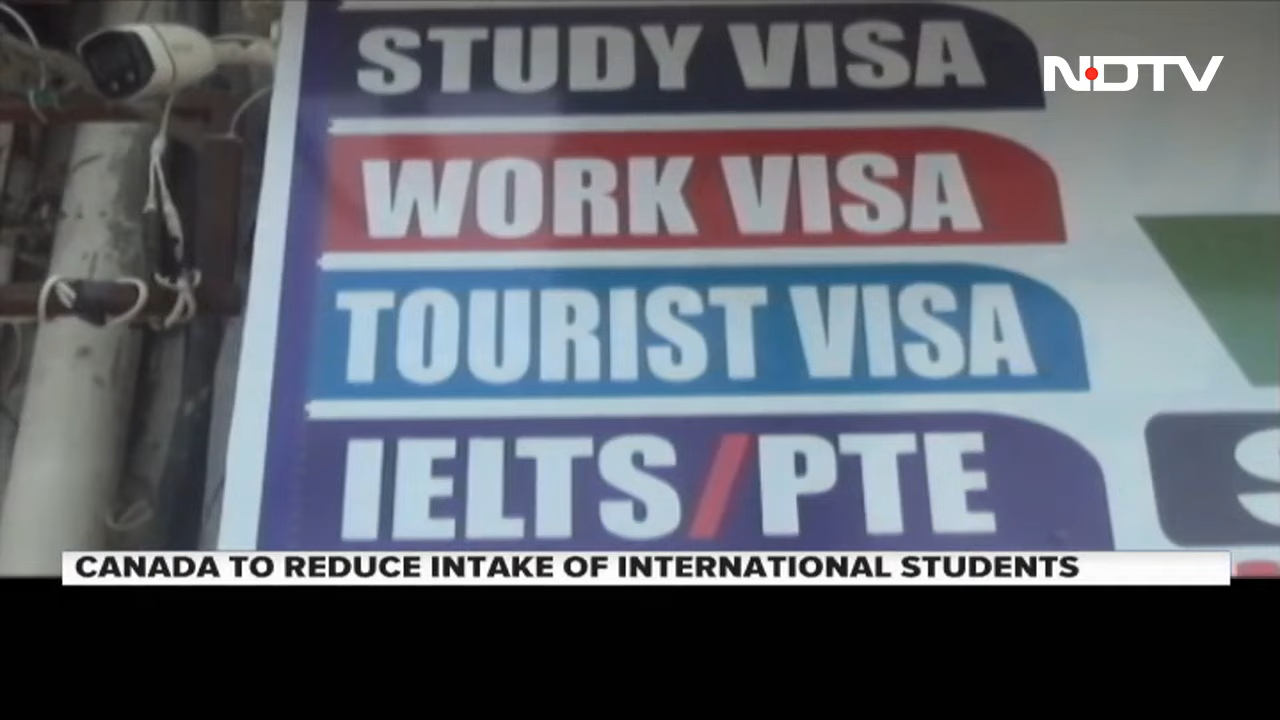 STUDY VISA
NDTV
WORK VISA
TOURIST VISA
IELTS/PTE
S
CANADA TO REDUCE INTAKE OF INTERNATIONAL STUDENTS